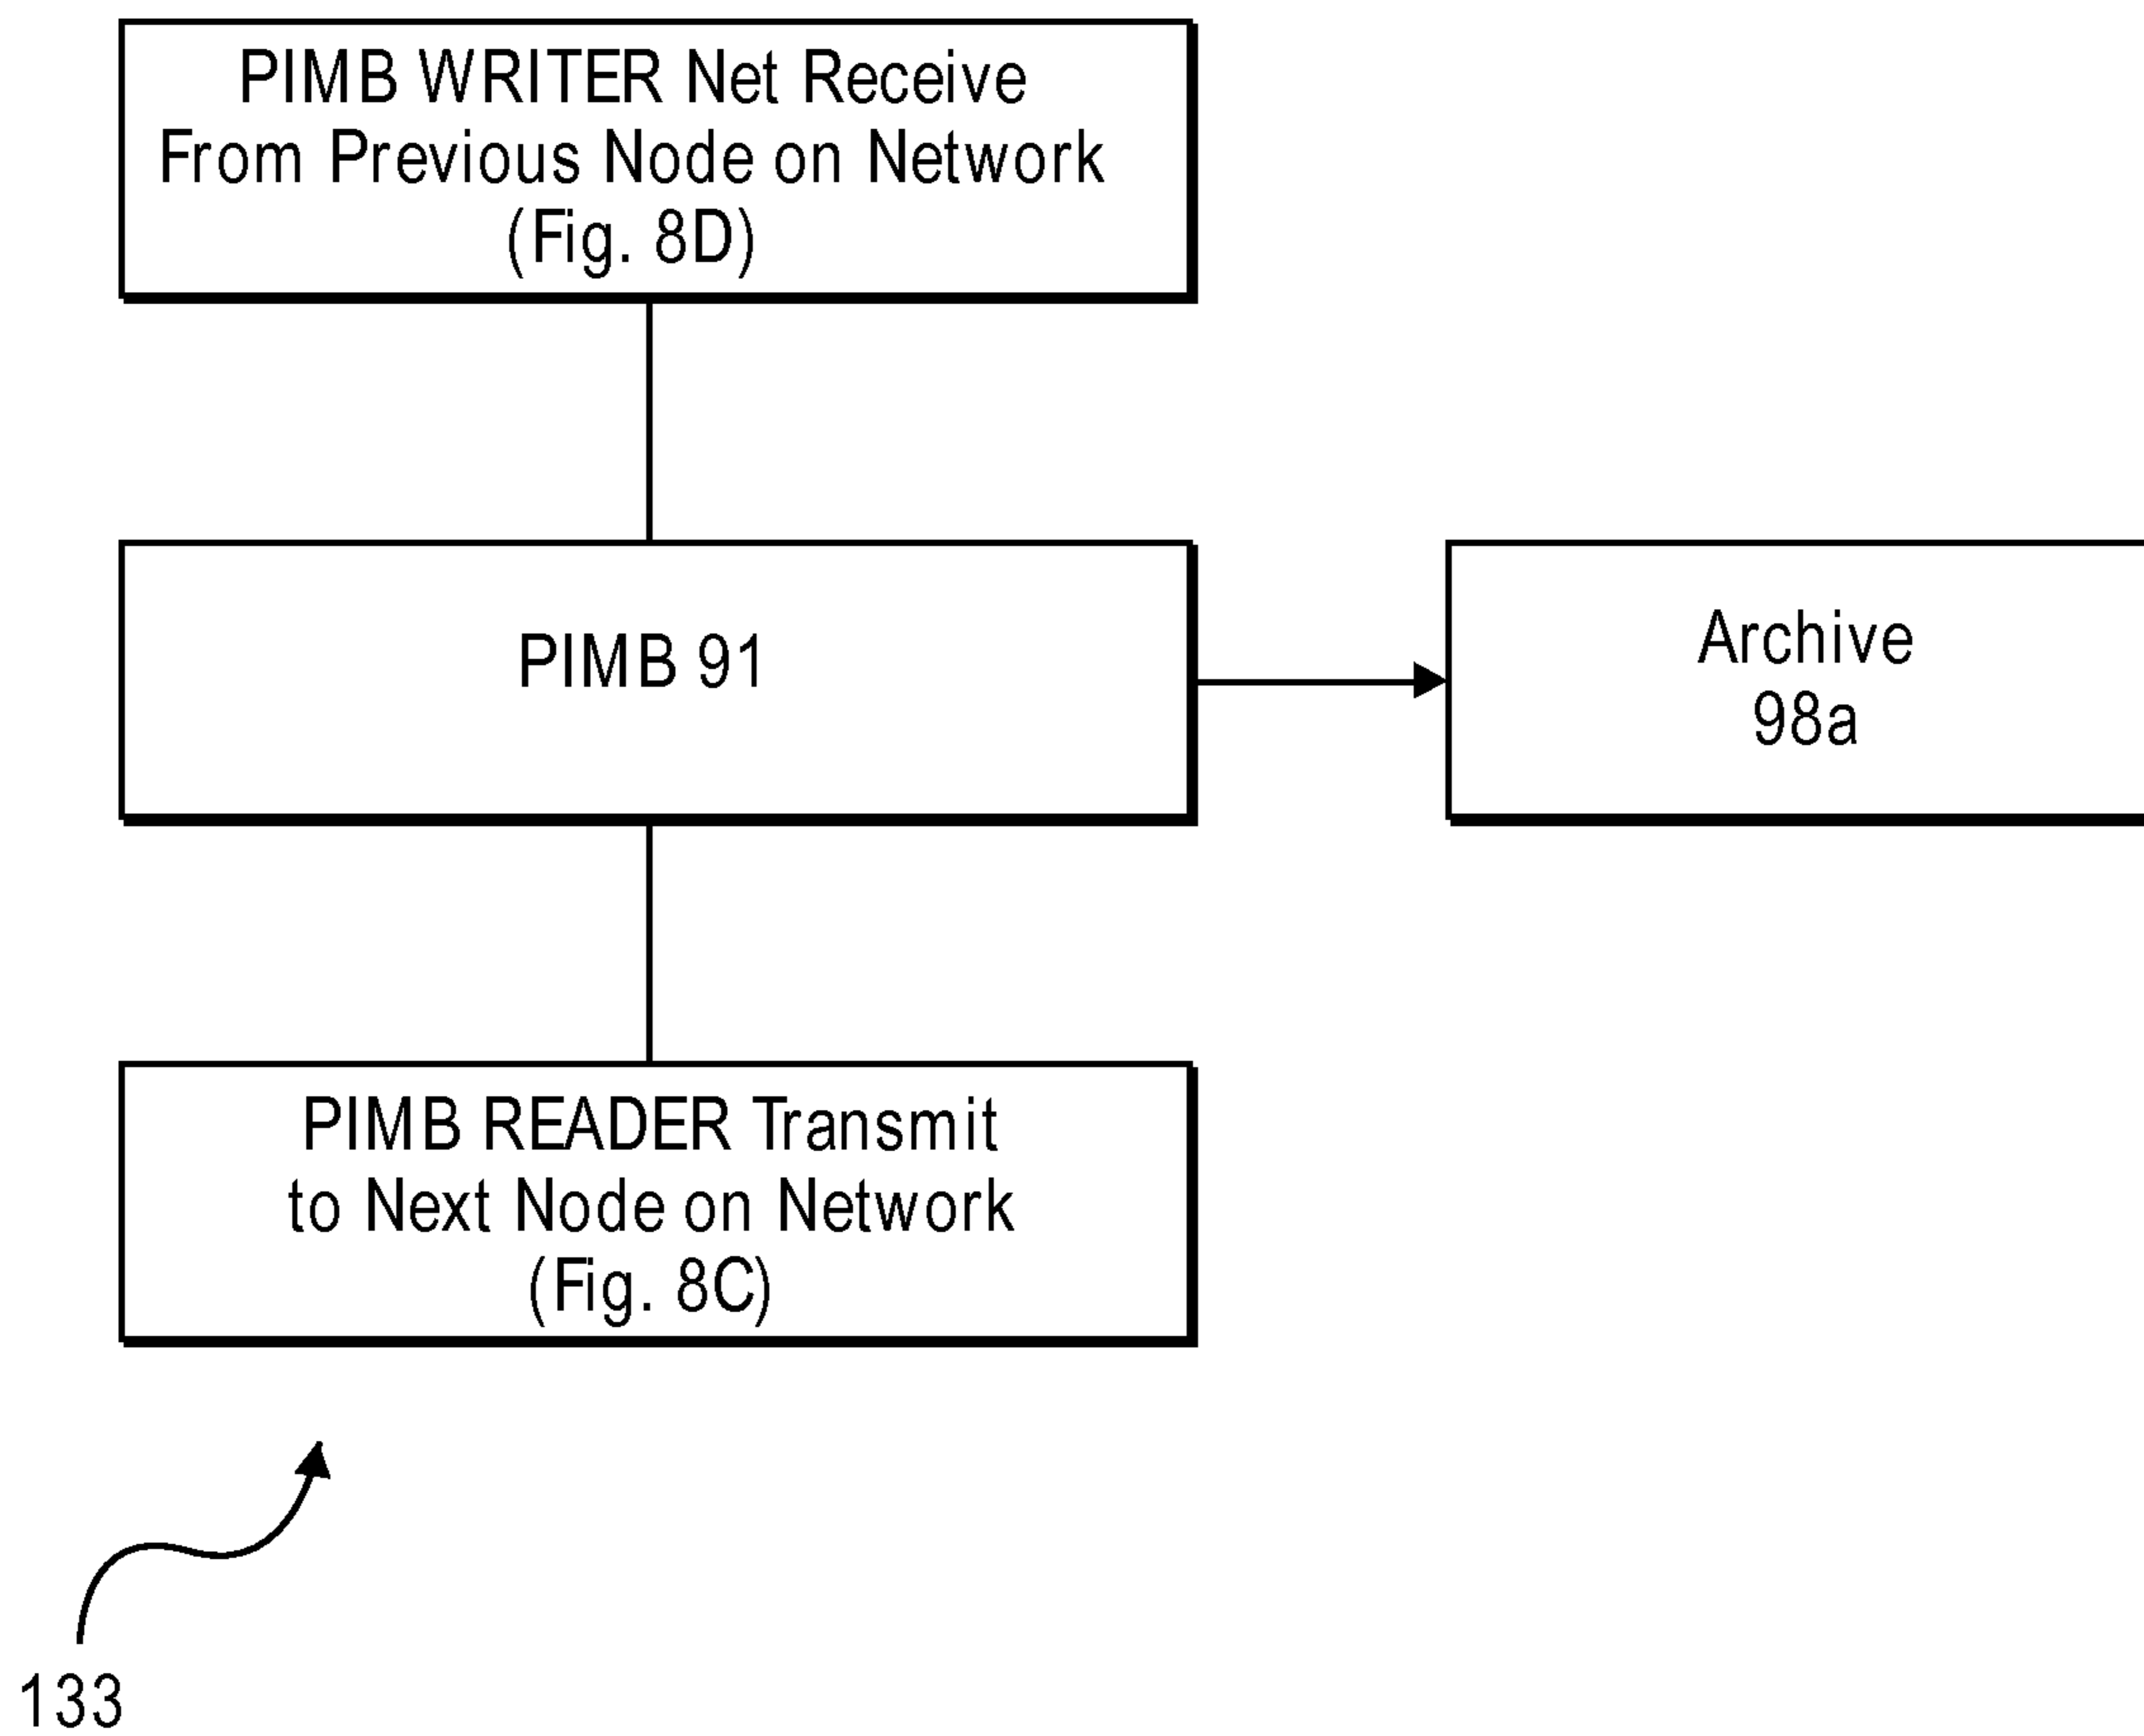 PIMB WRITER Net Receive
From Previous Node on Network
(Fig. 8D)
PIMB 91
Archive
98a
PIMB READER Transmit
to Next Node on Network
(Fig. 8C)
133